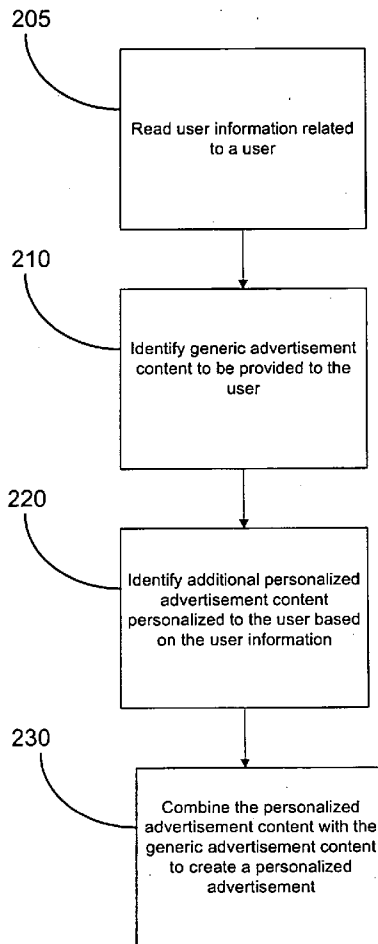 205
Read user information related
to a user
210
Identify generic advertisement
content to be provided to the
user
220
Identify additional personalized
advertisement content
personalized to the user based
on the user information
230
Combine the personalized
advertisement content with the
generic advertisement content
to create a personalized
advertisement